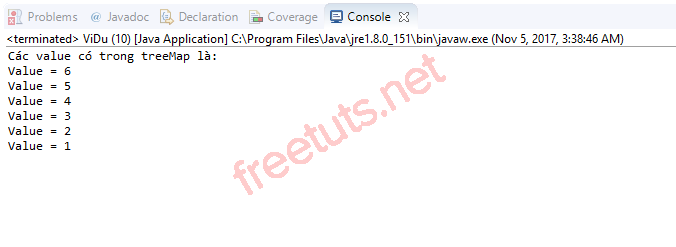 Problems @ Javadoc Declaration Coverage Console
<terminated> ViDu (10) [Java Application] C:\Program Files\Java\jre1.8.0_151\bin\javaw.exe (Nov 5, 2017, 3:38:46 AM)
Các value có trong treeMap là:
Value = 6
Value = 5
Value = 4
Value = 3
Value = 2
Value = 1
freetuts.net